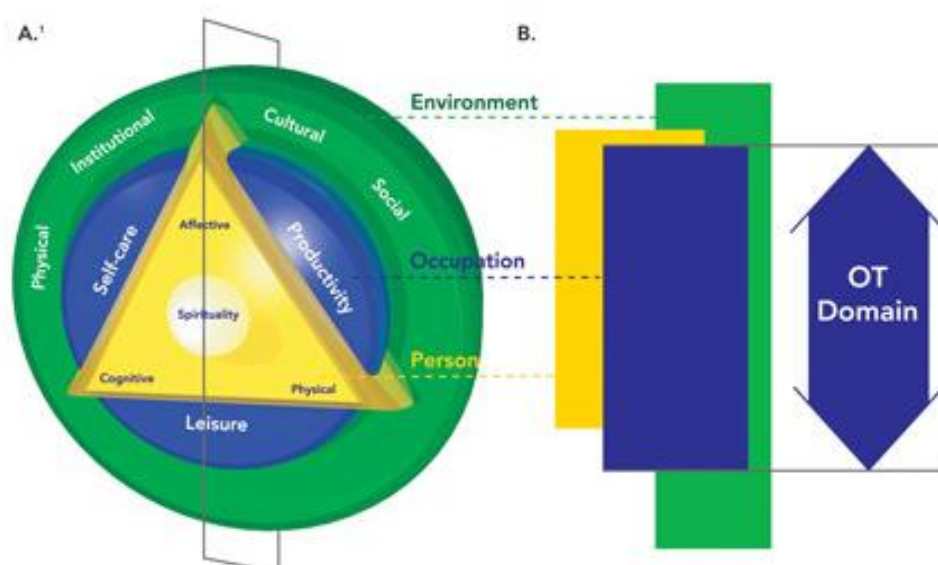 A.¹
B.
Environment
Institutional
Cultural
Social
Physical
Affective
Self-care
Productivity
Occupation
Spirituality
OT
Domain
Person
Cognitive
Physical
Leisure